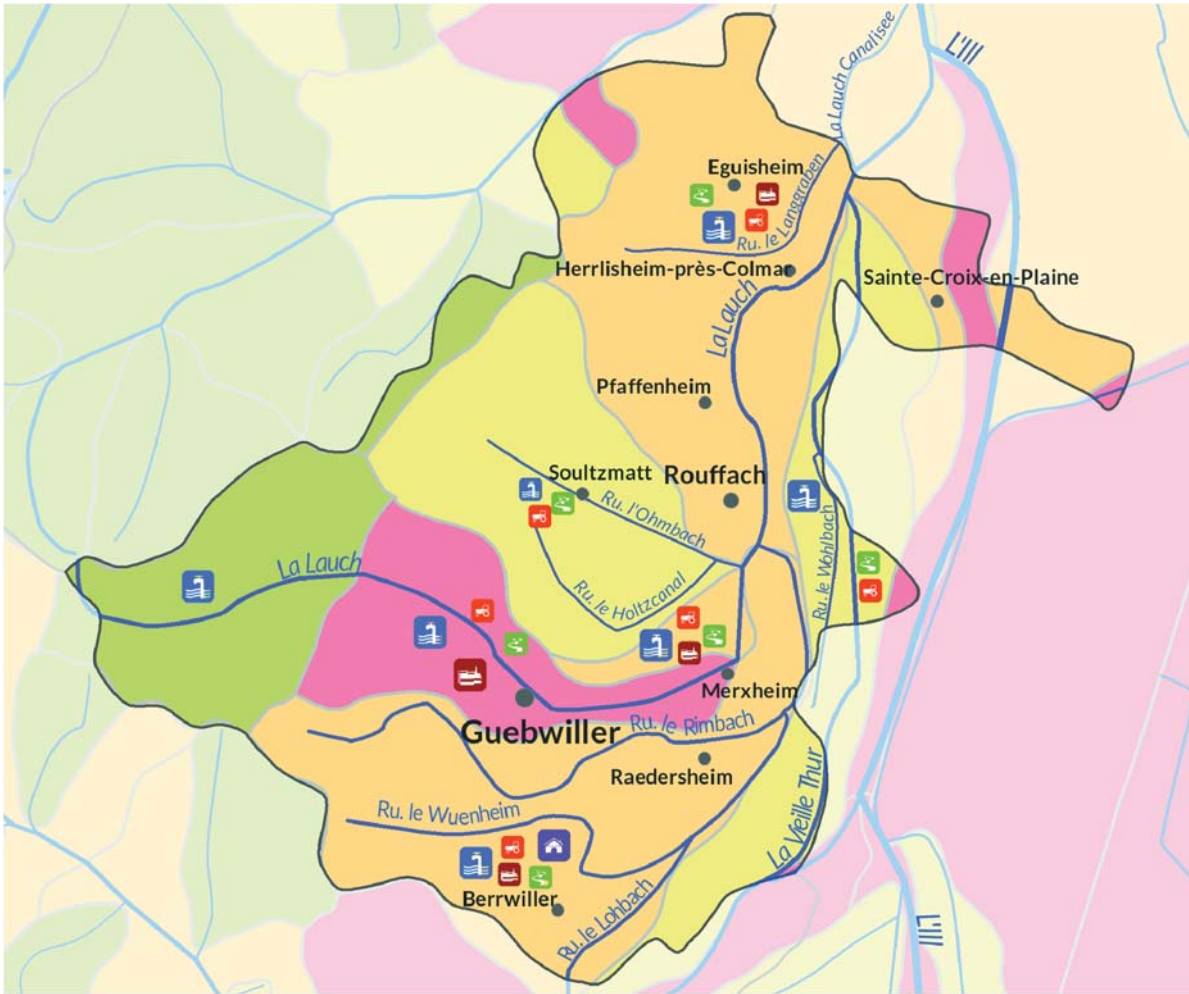 L'Ill
La Lauch Canalisee
Eguisheim
Ru. le Langgraben
Herrlisheim-près-Colmar
Sainte-Croix-en-Plaine
La Lauch
Pfaffenheim
Soultzmatt
Rouffach
Ru. l'Ohmbach
Ru. le Wohlbach
La Lauch
Ru. le Holtzcanal
Merxheim
Guebwiller
Ru. le Rimbach
Raedersheim
Ru. le Wuenheim
La Vieille Thur
Berrwiller
Ru. le Lohbach
L'Ill